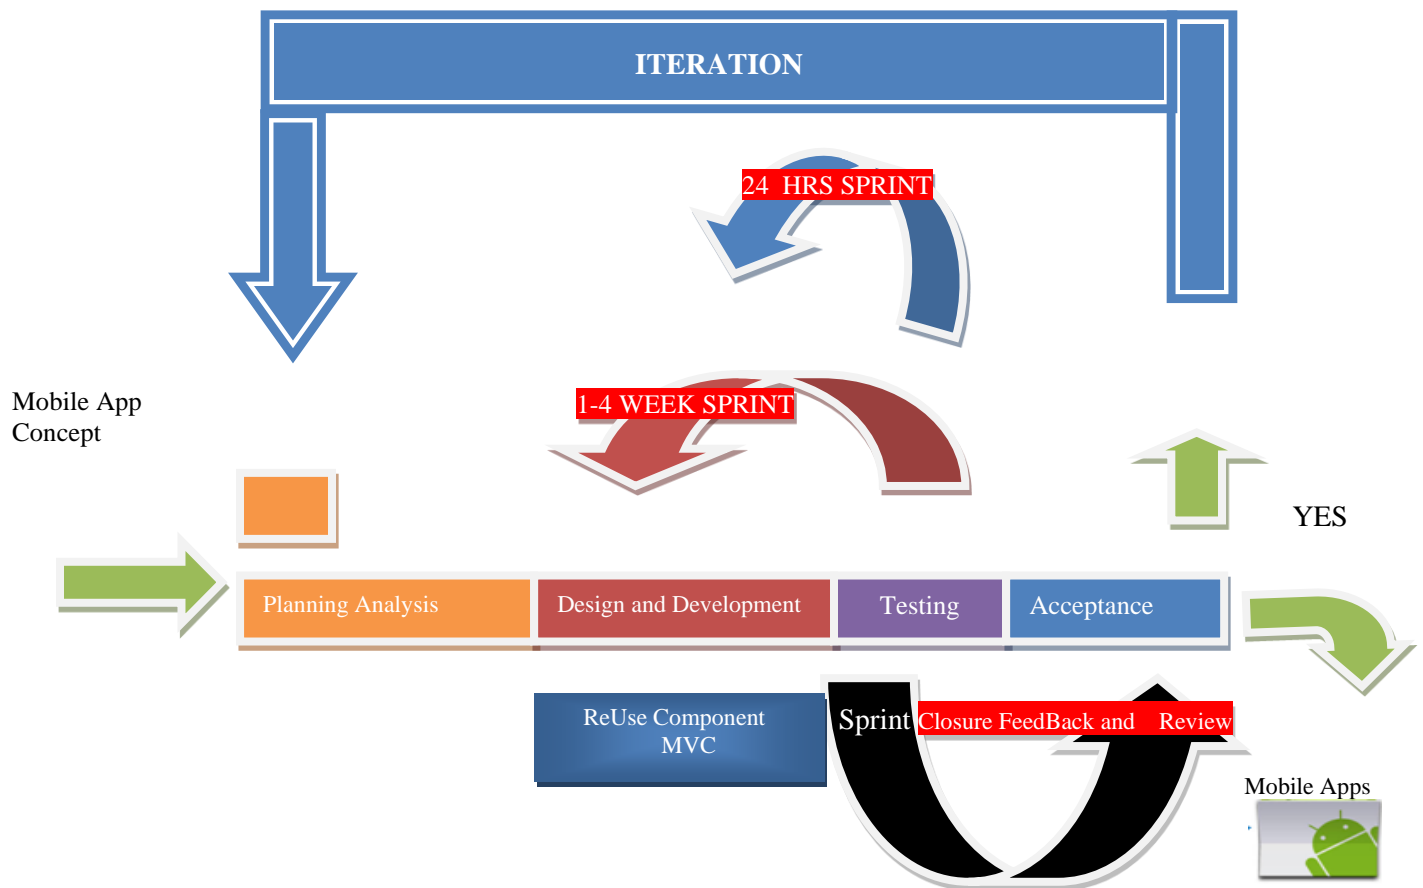 ITERATION
24 HRS SPRINT
1-4 WEEK SPRINT
Mobile App
Concept
YES
Planning Analysis
Design and Development
Testing
Acceptance
ReUse Component
MVC
Sprint Closure FeedBack and Review
Mobile Apps